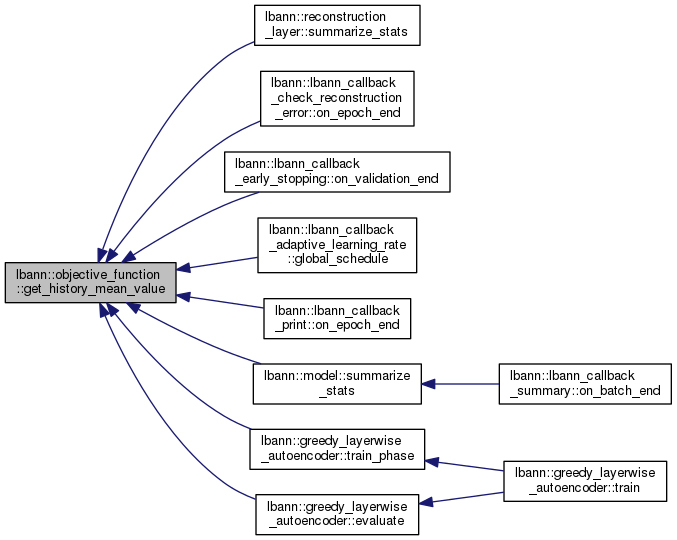 lbann::reconstruction
_layer::summarize_stats
lbann::lbann_callback
_check_reconstruction
_error::on_epoch_end
lbann::lbann_callback
_early_stopping::on_validation_end
lbann::lbann_callback
_adaptive_learning_rate
::global_schedule
lbann::objective_function
::get_history_mean_value
lbann::lbann_callback
_print::on_epoch_end
lbann::model::summarize
_stats
lbann::lbann_callback
_summary::on_batch_end
lbann::greedy_layerwise
_autoencoder::train_phase
lbann::greedy_layerwise
_autoencoder::train
lbann::greedy_layerwise
_autoencoder::evaluate